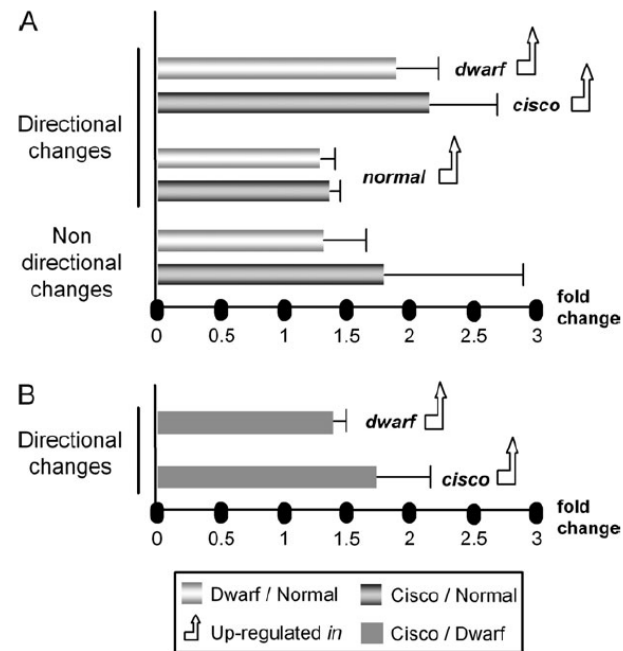 A
dwarf
cisco
Directional
changes
normal
Non
directional
changes
fold
change
0 0.5 1 1.5 2 2.5 3
B
dwarf
Directional
changes
cisco
fold
change
0 0.5 1 1.5 2 2.5 3
Dwarf / Normal Cisco / Normal
Up-regulated in Cisco / Dwarf